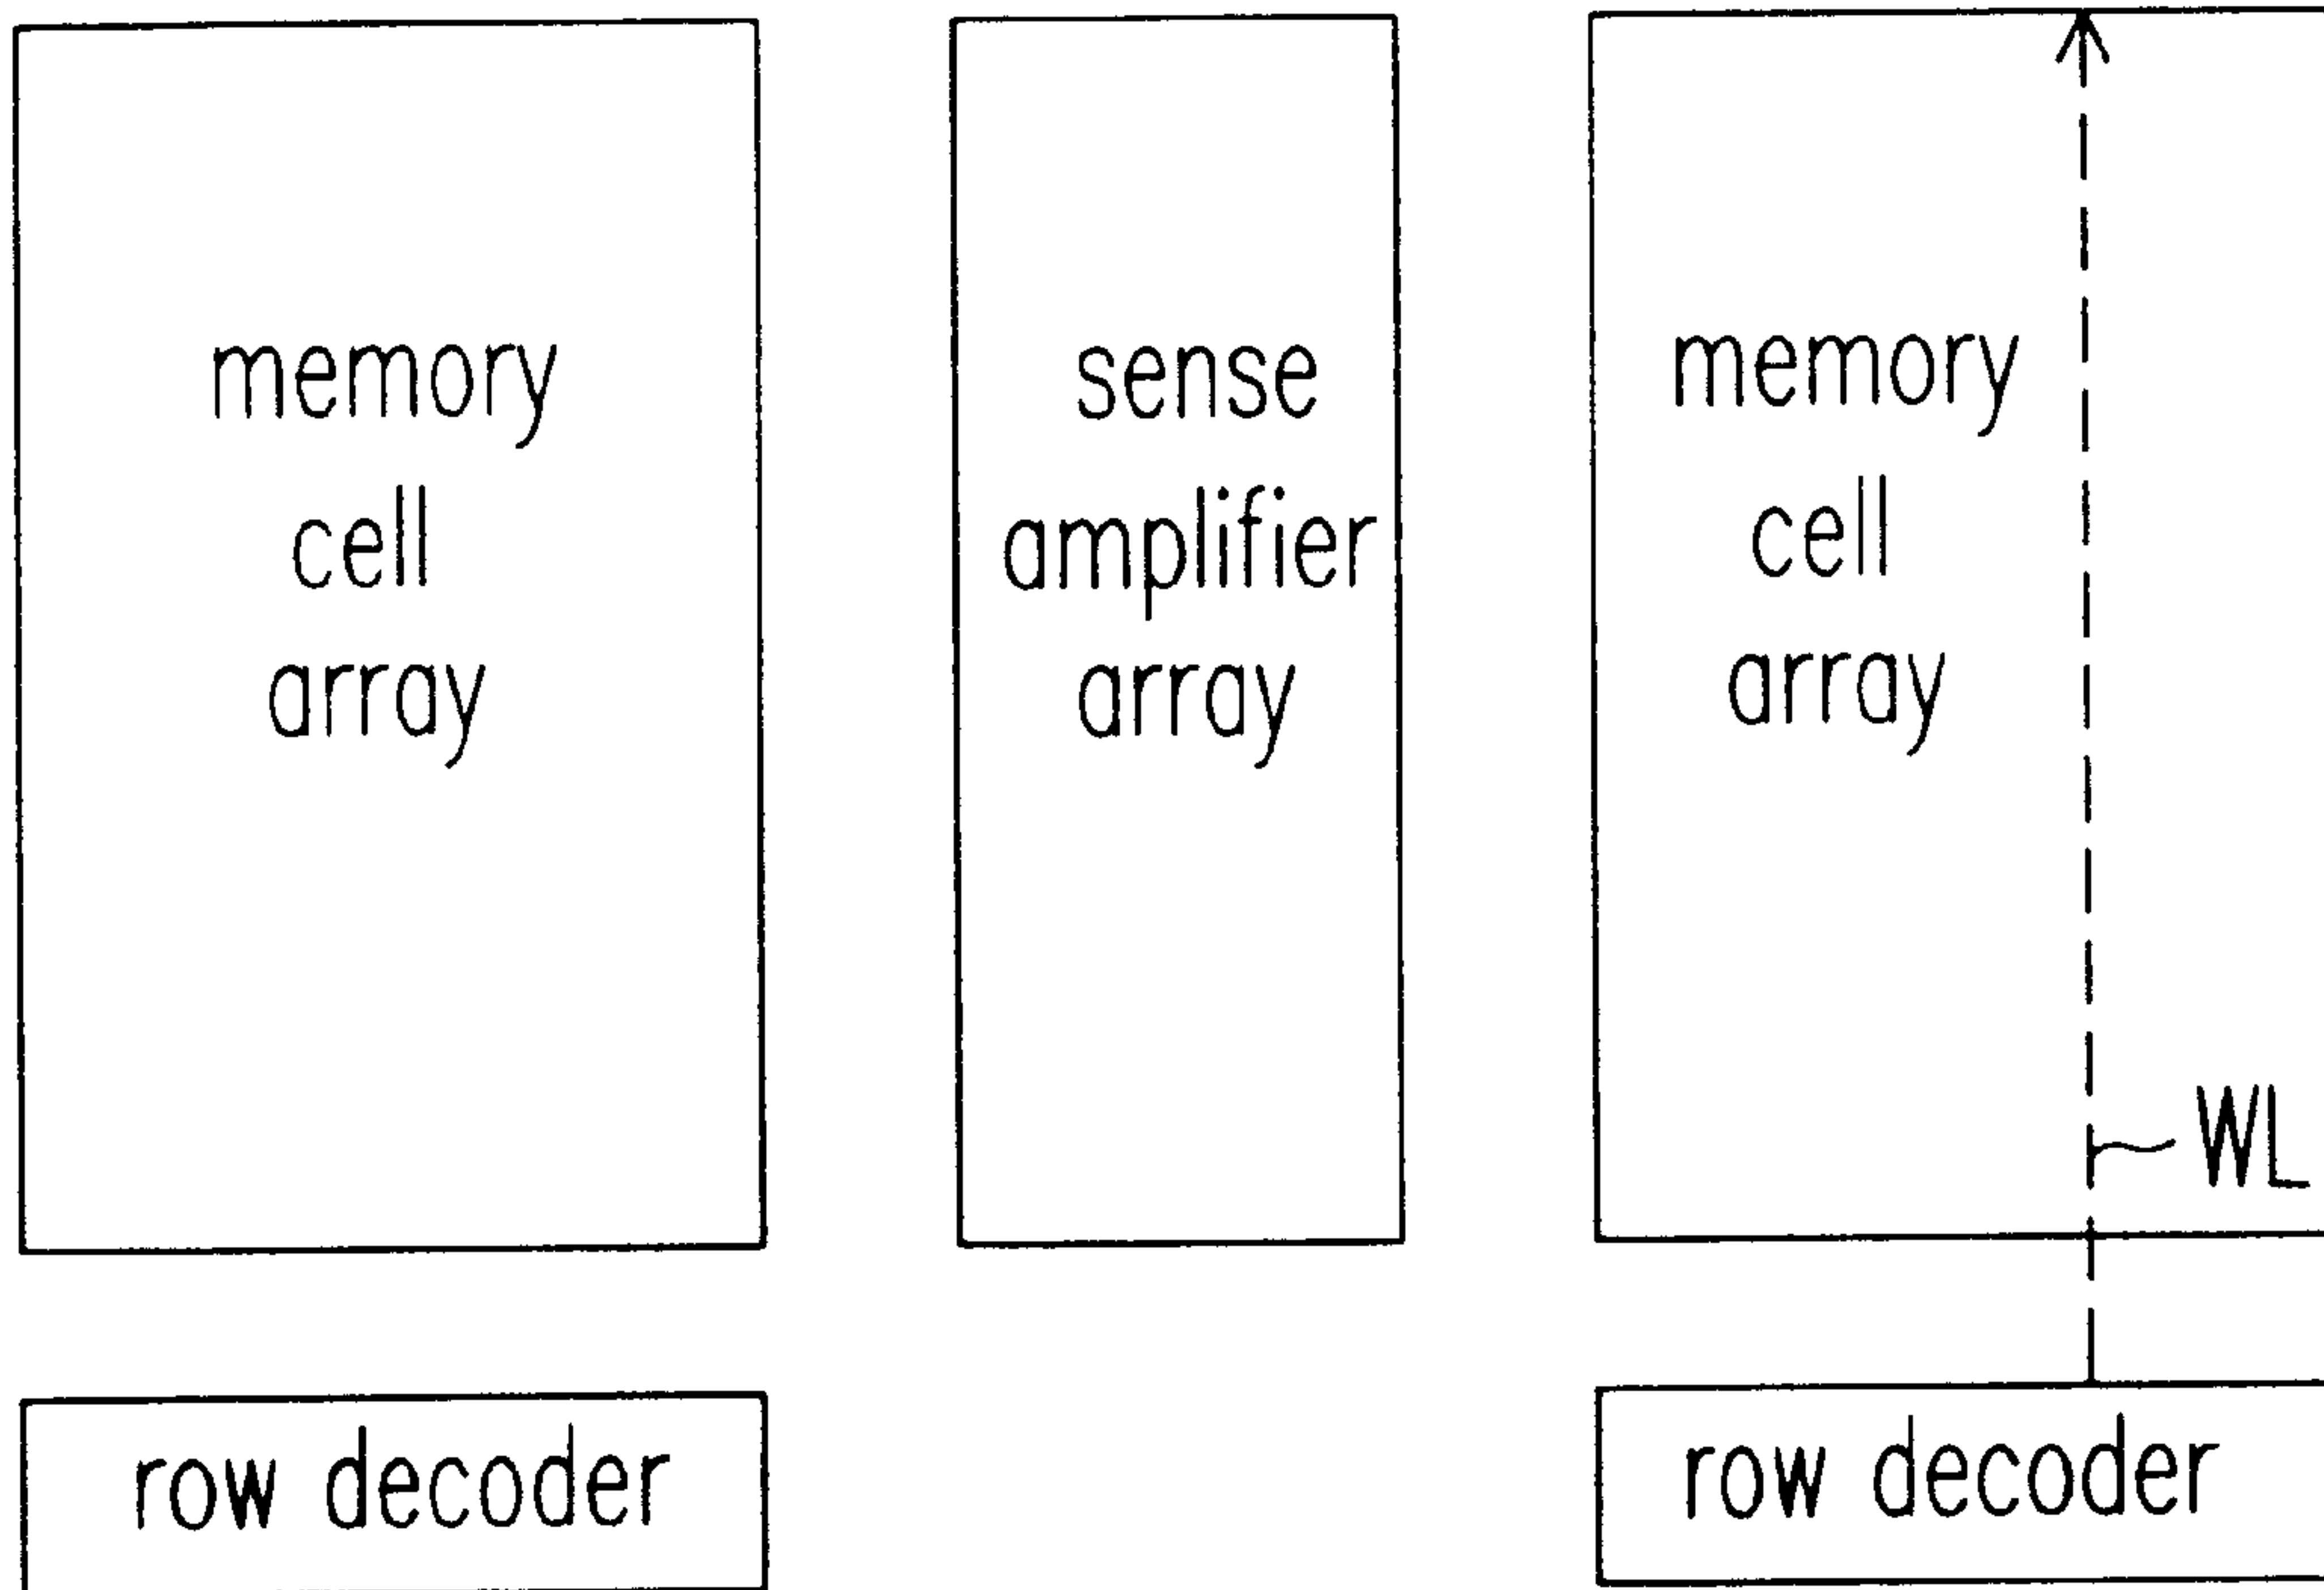 memory
cell
array
sense
amplifier
array
memory
cell
array
WL
row decoder
row decoder